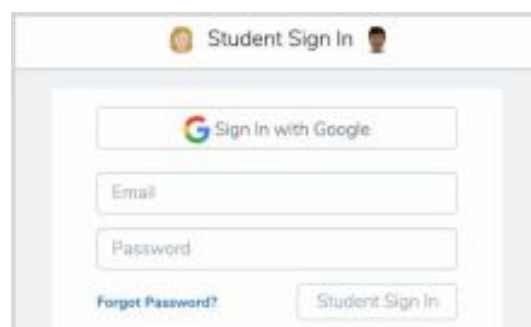 Student Sign In
Sign In with Google
Email
Password
Forgot Password? Student Sign In